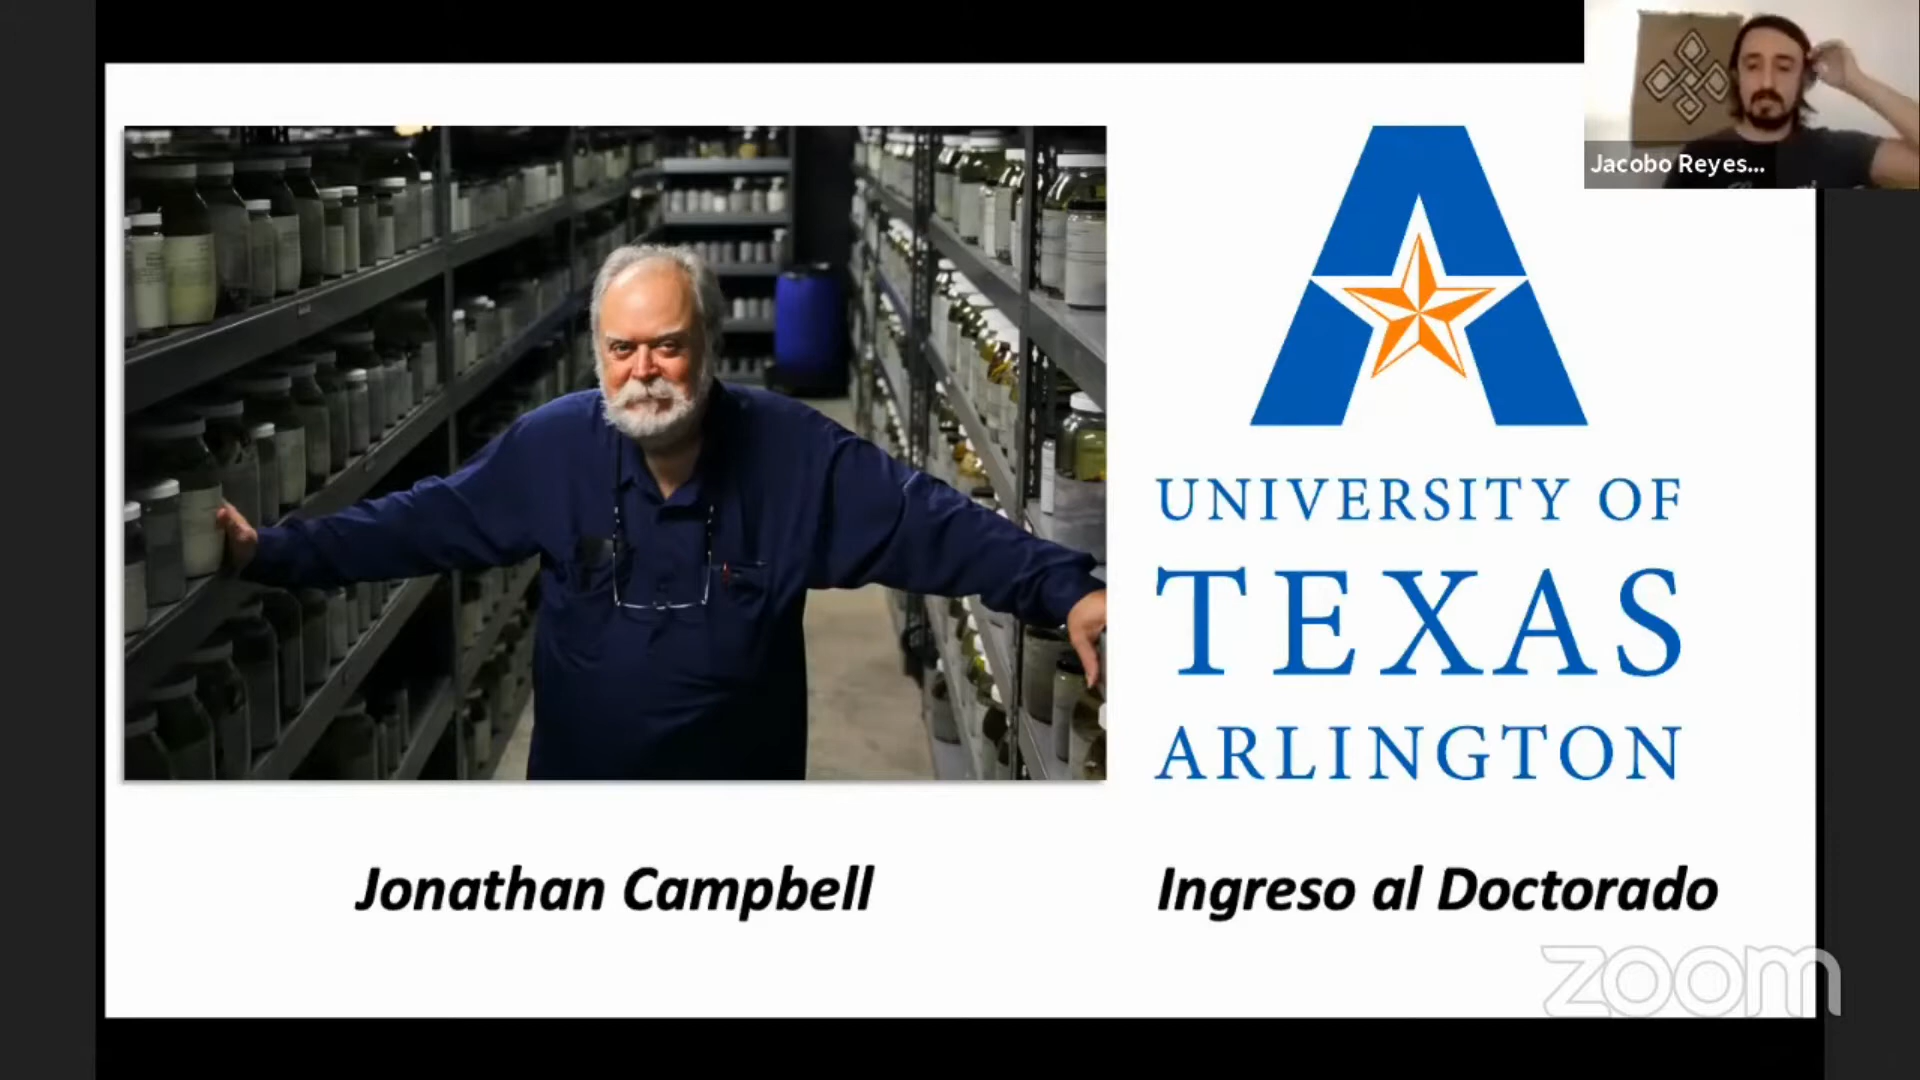 Jacobo Reyes...
UNIVERSITY OF
TEXAS
ARLINGTON
Jonathan Campbell
Ingreso al Doctorado
zoom